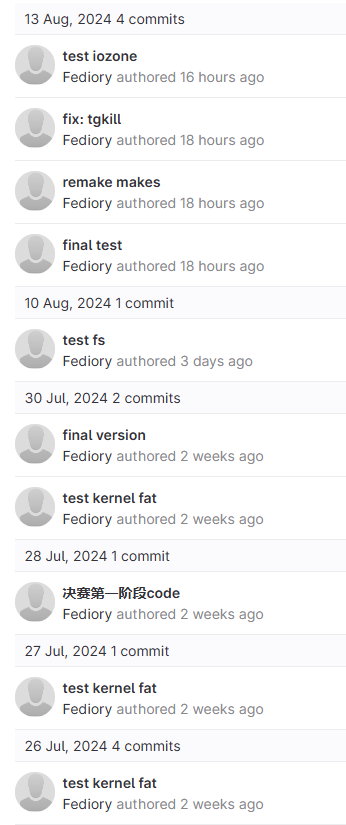 13 Aug, 2024 4 commits
test iozone
Fediory authored 16 hours ago
fix: tgkill
Fediory authored 18 hours ago
remake makes
Fediory authored 18 hours ago
final test
Fediory authored 18 hours ago
10 Aug, 2024 1 commit
test fs
Fediory authored 3 days ago
30 Jul, 2024 2 commits
final version
Fediory authored 2 weeks ago
test kernel fat
Fediory authored 2 weeks ago
28 Jul, 2024 1 commit
决赛第一阶段code
Fediory authored 2 weeks ago
27 Jul, 2024 1 commit
test kernel fat
Fediory authored 2 weeks ago
26 Jul, 2024 4 commits
test kernel fat
Fediory authored 2 weeks ago